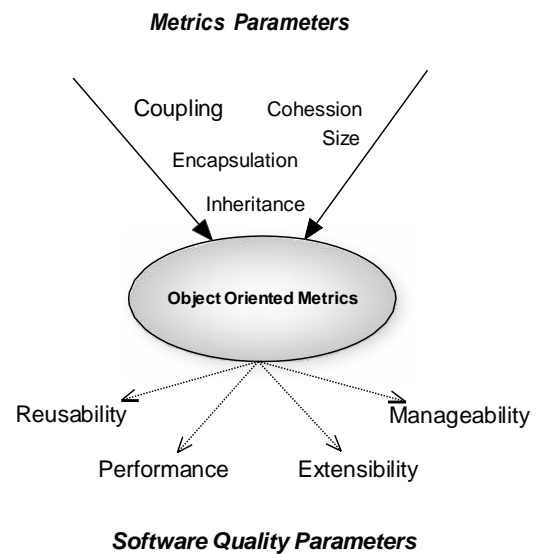 Metrics Parameters
Coupling
Cohession
Size
Encapsulation
Inheritance
Object Oriented Metrics
Reusability
Manageability
Performance
Extensibility
Software Quality Parameters